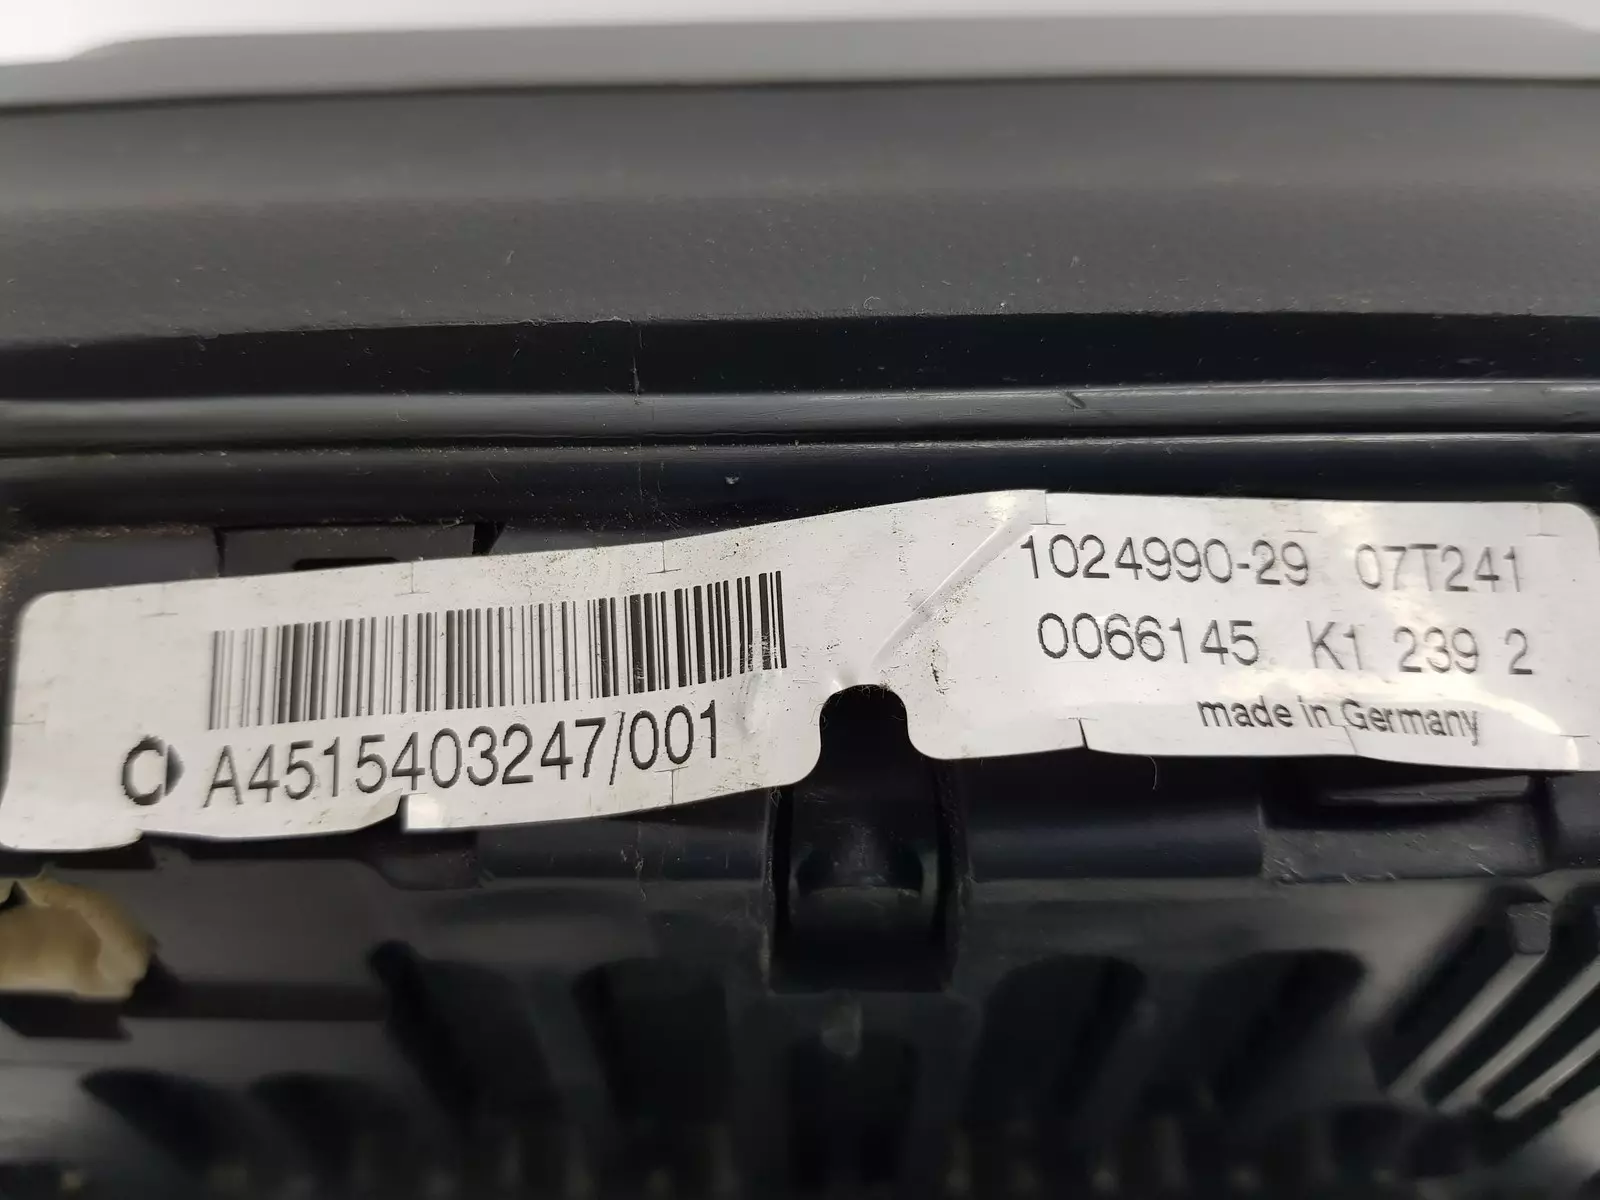 A4515403247/001
1024990-29 07T241
0066145 K1 239 2
made in Germany